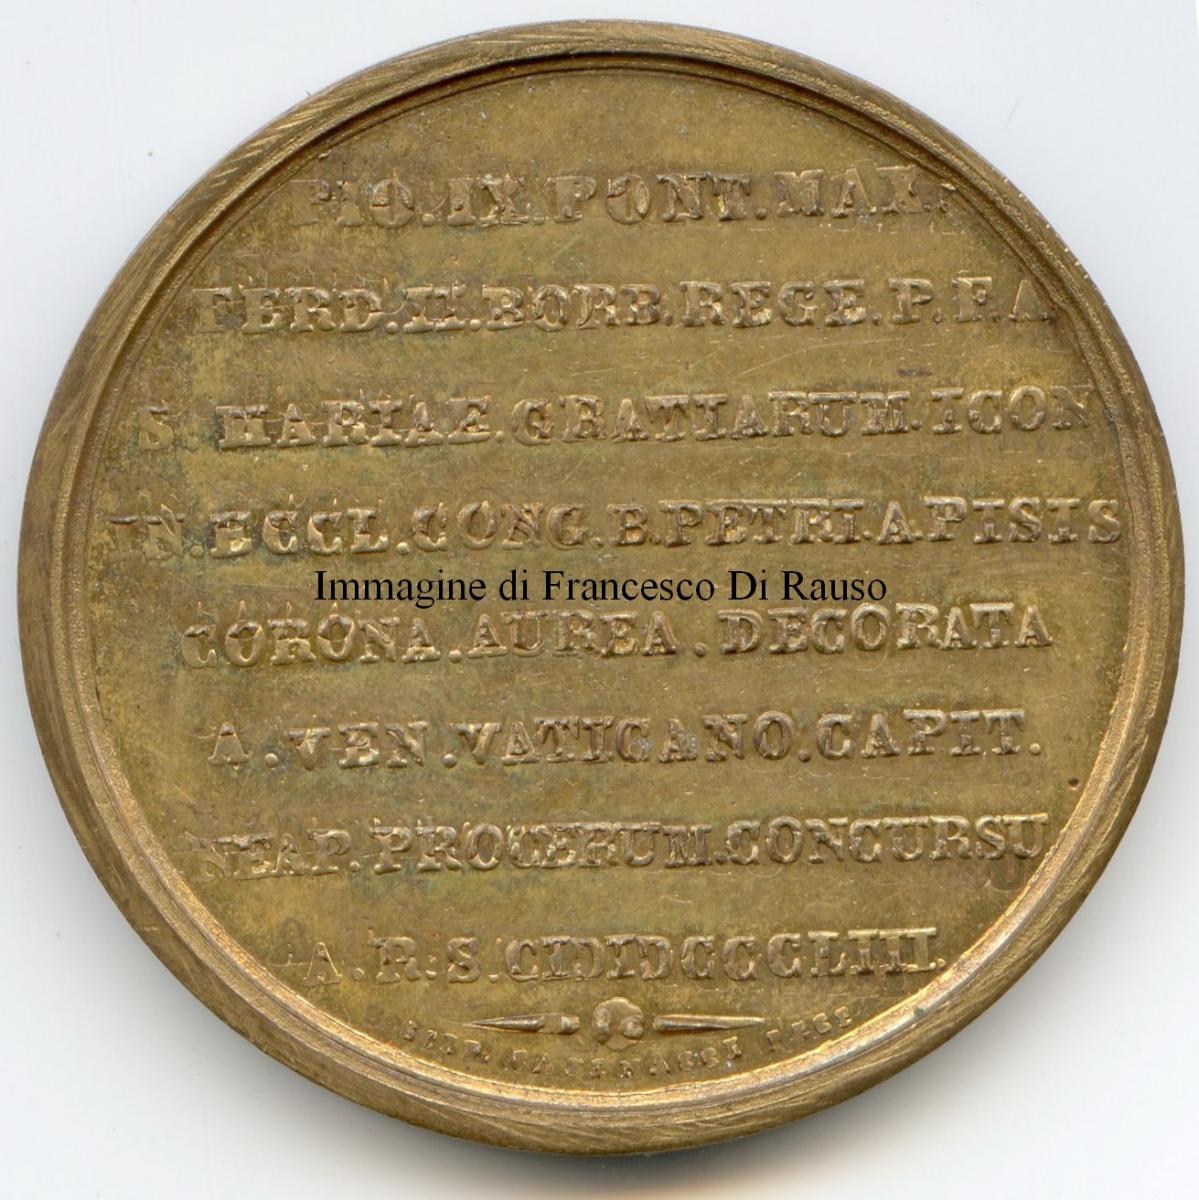 PIO.IX.PONT.MAX.
FERD.II.BORB.REGE.P.F.A
S.MARIAE.GRATIARUM.ICON
IN.ECCL.CONG.B.PETRI.A.PISIS
Immagine di Francesco Di Rauso
CORONA.AUREA.DECORATA
A.VEN.VATICANO.CAPIT.
NEAP.PROCERUM.CONCURSU
A.R.S.CIƆIƆCCCLIII.